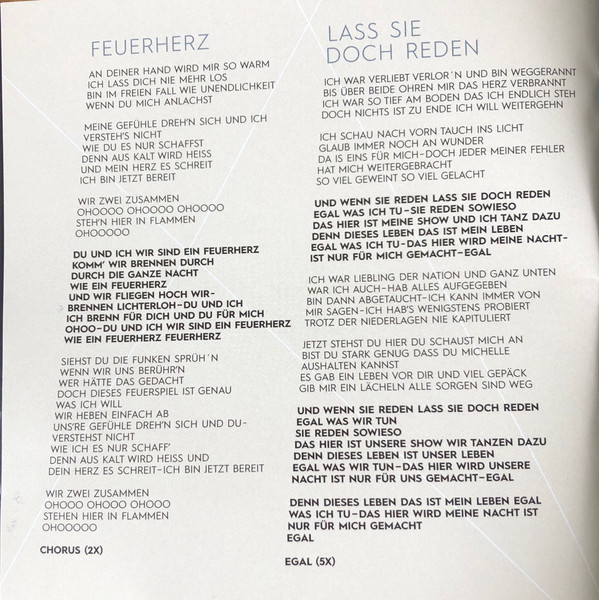 FEUERHERZ
AN DEINER HAND WIRD MIR SO WARM
ICH LASS DICH NIE MEHR LOS
BIN IM FREIEN FALL WIE UNENDLICHKEIT
WENN DU MICH ANLACHST
MEINE GEFÜHLE DREH'N SICH UND ICH
VERSTEH'S NICHT
WIE DU ES NUR SCHAFFST
DENN AUS KALT WIRD HEISS
UND MEIN HERZ ES SCHREIT
ICH BIN JETZT BEREIT
WIR ZWEI ZUSAMMEN
OHOOOO OHOOOO OHOOOO
STEH'N HIER IN FLAMMEN
OHOOOOO
DU UND ICH WIR SIND EIN FEUERHERZ
KOMM' WIR BRENNEN DURCH
DURCH DIE GANZE NACHT
WIE EIN FEUERHERZ
UND WIR FLIEGEN HOCH WIR-
BRENNEN LICHTERLOH-DU UND ICH
ICH BRENN FÜR DICH UND DU FÜR MICH
OHOO-DU UND ICH WIR SIND EIN FEUERHERZ
WIE EIN FEUERHERZ FEUERHERZ
SIEHST DU DIE FUNKEN SPRÜH´N
WENN WIR UNS BERÜHR'N
WER HÄTTE DAS GEDACHT
DOCH DIESES FEUERSPIEL IST GENAU
WAS ICH WILL
WIR HEBEN EINFACH AB
UNS'RE GEFÜHLE DREH'N SICH UND DU-
VERSTEHST NICHT
WIE ICH ES NUR SCHAFF'
DENN AUS KALT WIRD HEISS UND
DEIN HERZ ES SCHREIT-ICH BIN JETZT BEREIT
WIR ZWEI ZUSAMMEN
OHOOO OHOOO OHOOO
STEHEN HIER IN FLAMMEN
OHOOOOO
CHORUS (2X)
LASS SIE
DOCH REDEN
ICH WAR VERLIEBT VERLOR´N UND BIN WEGGERANNT
BIS ÜBER BEIDE OHREN MIR DAS HERZ VERBRANNT
ICH WAR SO TIEF AM BODEN DAS ICH ENDLICH STEH
DOCH NICHTS IST ZU ENDE ICH WILL WEITERGEHN
ICH SCHAU NACH VORN TAUCH INS LICHT
GLAUB IMMER NOCH AN WUNDER
DA IS EINS FÜR MICH-DOCH JEDER MEINER FEHLER
HAT MICH WEITERGEBRACHT
SO VIEL GEWEINT SO VIEL GELACHT
UND WENN SIE REDEN LASS SIE DOCH REDEN
EGAL WAS ICH TU-SIE REDEN SOWIESO
DAS HIER IST MEINE SHOW UND ICH TANZ DAZU
DENN DIESES LEBEN DAS IST MEIN LEBEN
EGAL WAS ICH TU-DAS HIER WIRD MEINE NACHT-
IST NUR FÜR MICH GEMACHT-EGAL
ICH WAR LIEBLING DER NATION UND GANZ UNTEN
WAR ICH AUCH-HAB ALLES AUFGEGEBEN
BIN DANN ABGETAUCHT-ICH KANN IMMER VON
MIR SAGEN-ICH HAB'S WENIGSTENS PROBIERT
TROTZ DER NIEDERLAGEN NIE KAPITULIERT
JETZT STEHST DU HIER DU SCHAUST MICH AN
BIST DU STARK GENUG DASS DU MICHELLE
AUSHALTEN KANNST
ES GAB EIN LEBEN VOR DIR UND VIEL GEPÄCK
GIB MIR EIN LÄCHELN ALLE SORGEN SIND WEG
UND WENN SIE REDEN LASS SIE DOCH REDEN
EGAL WAS WIR TUN
SIE REDEN SOWIESO
DAS HIER IST UNSERE SHOW WIR TANZEN DAZU
DENN DIESES LEBEN IST UNSER LEBEN
EGAL WAS WIR TUN-DAS HIER WIRD UNSERE
NACHT IST NUR FÜR UNS GEMACHT-EGAL
DENN DIESES LEBEN DAS IST MEIN LEBEN EGAL
WAS ICH TU-DAS HIER WIRD MEINE NACHT IST
NUR FÜR MICH GEMACHT
EGAL
EGAL (5X)